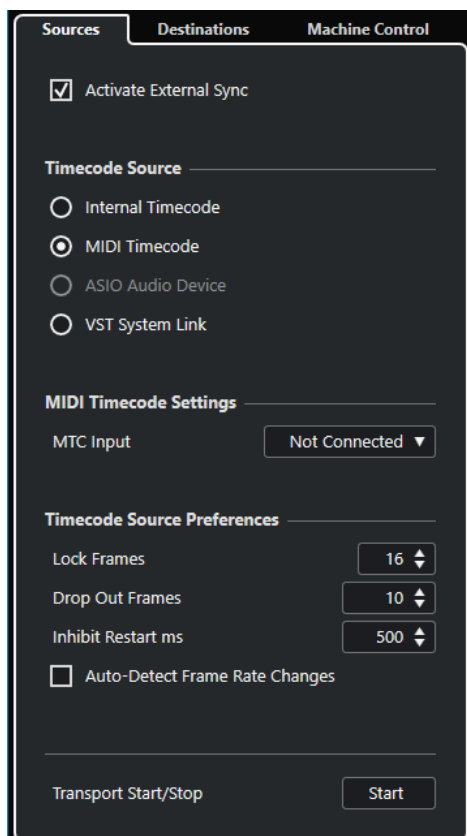 Sources Destinations Machine Control
Activate External Sync
Timecode Source
Internal Timecode
MIDI Timecode
ASIO Audio Device
VST System Link
MIDI Timecode Settings
MTC Input Not Connected
Timecode Source Preferences
Lock Frames 16
Drop Out Frames 10
Inhibit Restart ms 500
Auto-Detect Frame Rate Changes
Transport Start/Stop Start